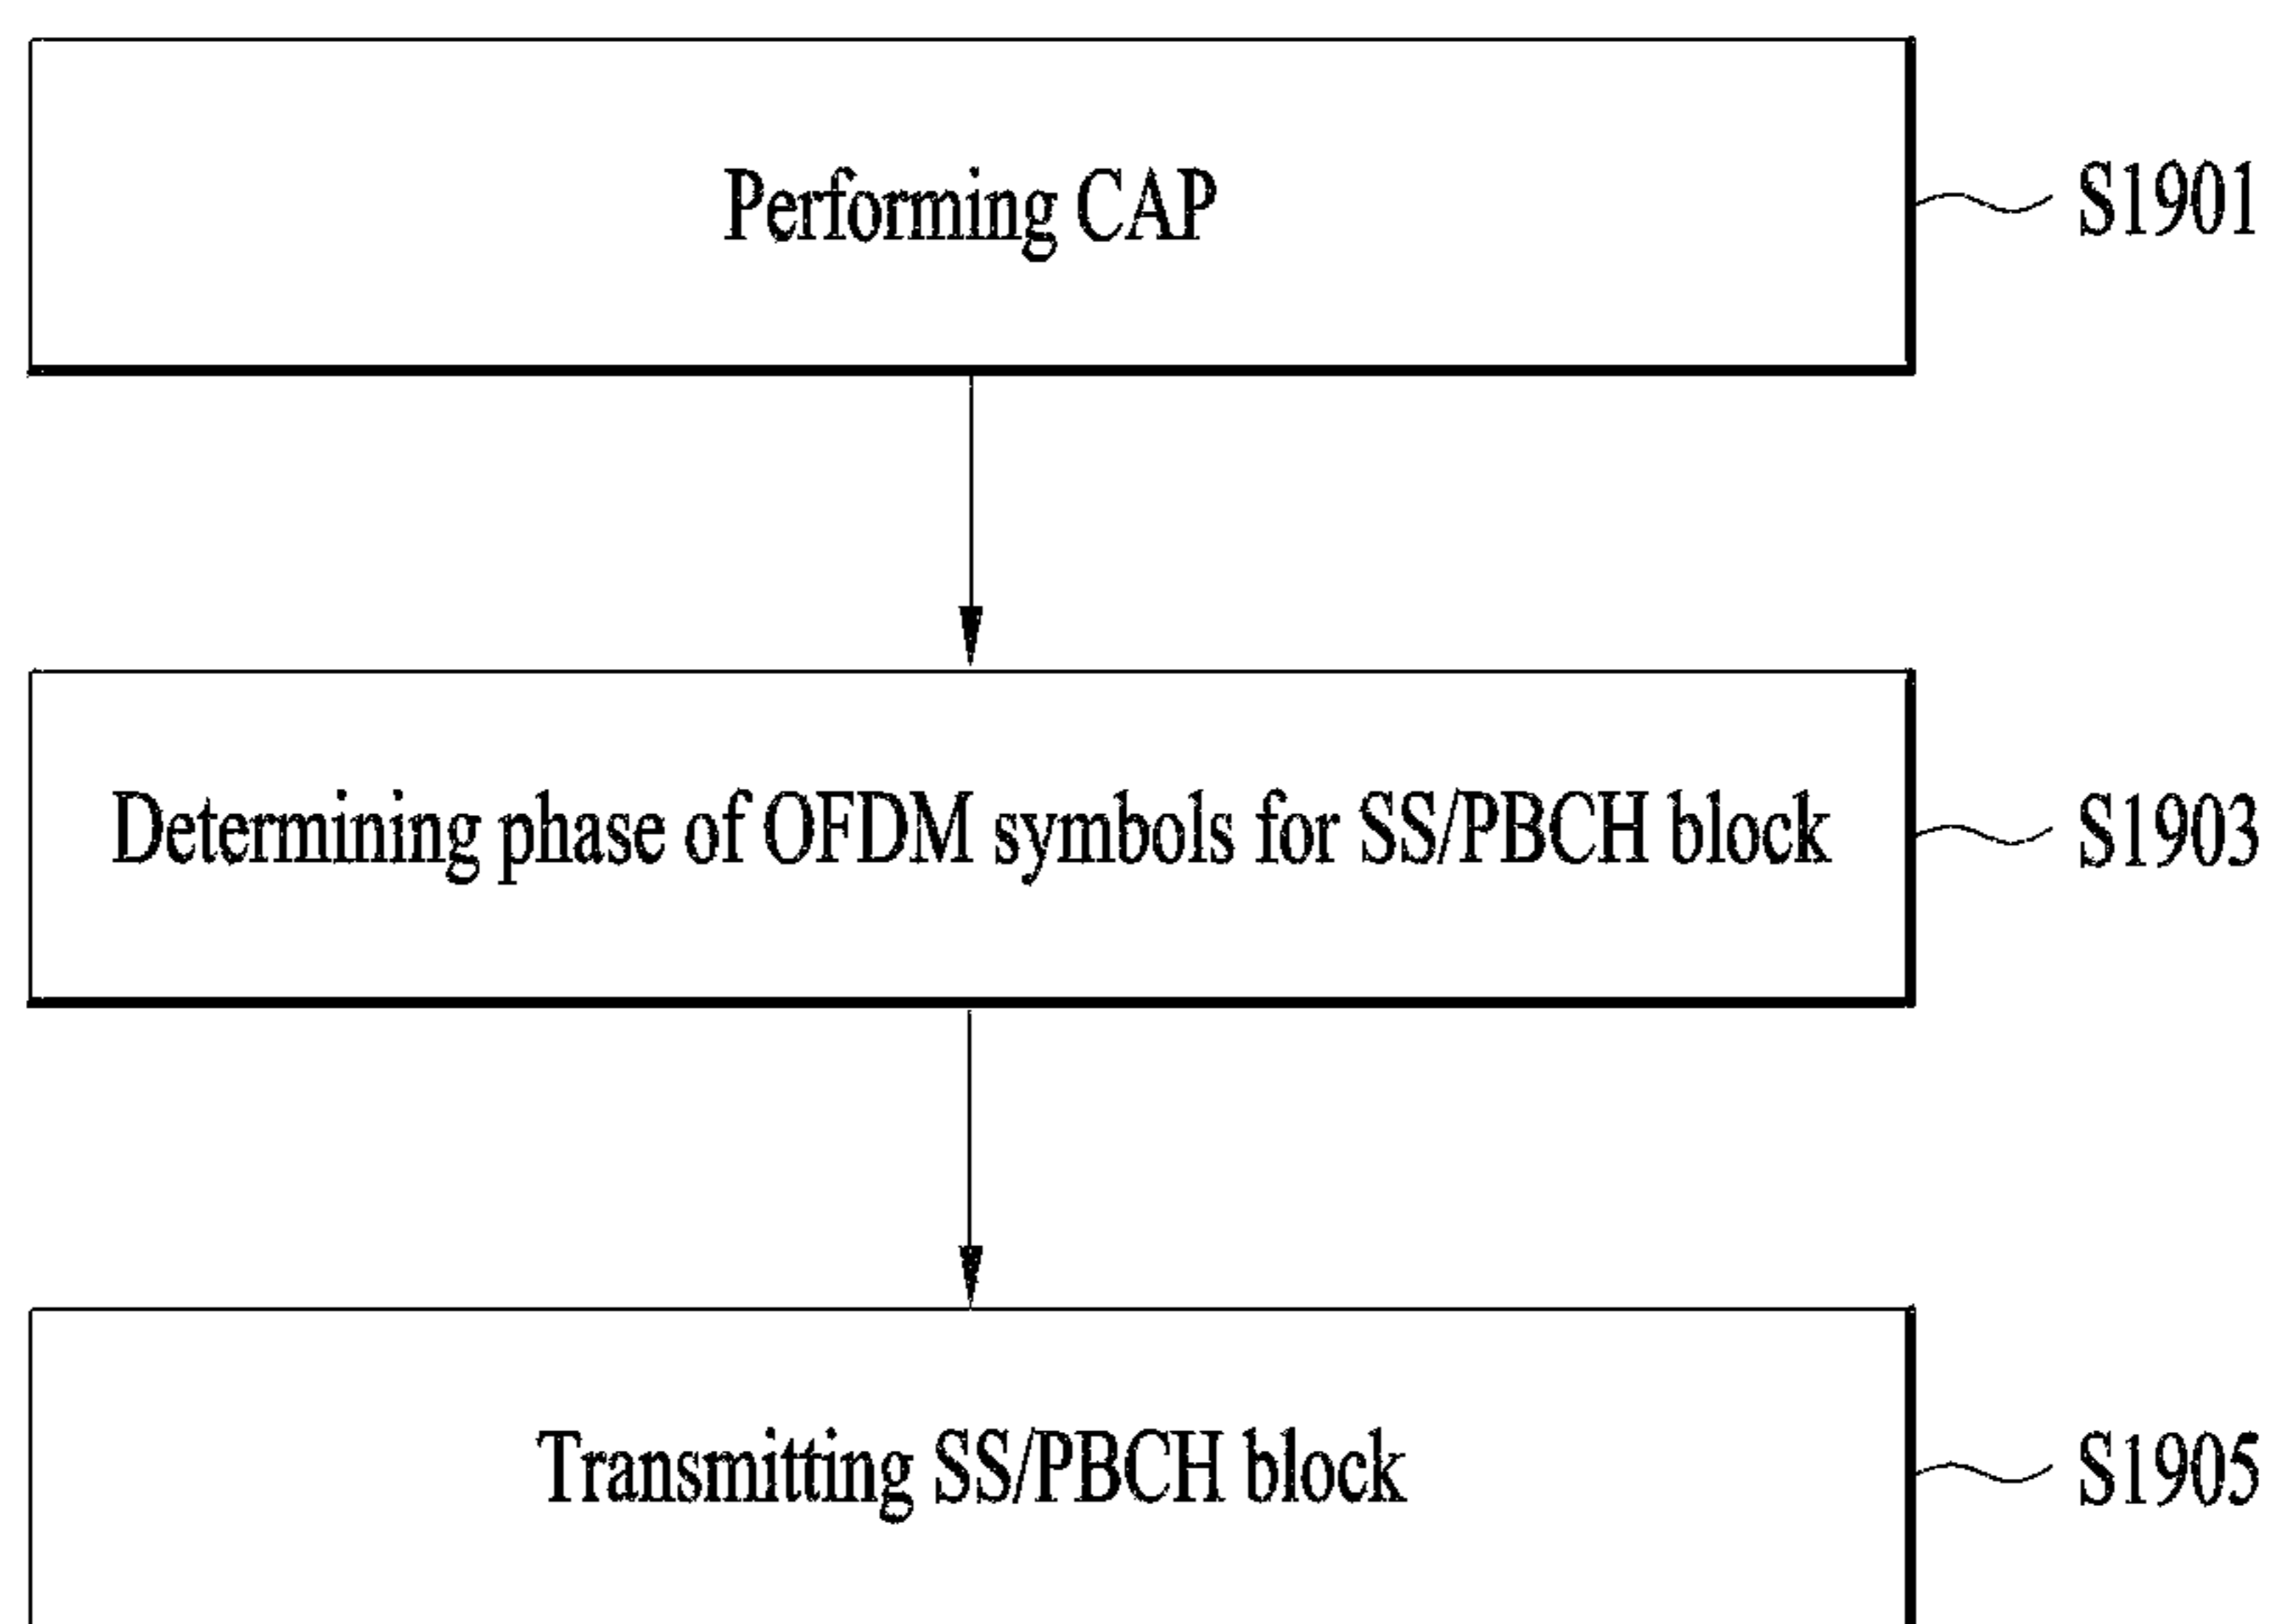 Performing CAP
S1901
Determining phase of OFDM symbols for SS/PBCH block
S1903
Transmitting SS/PBCH block
S1905